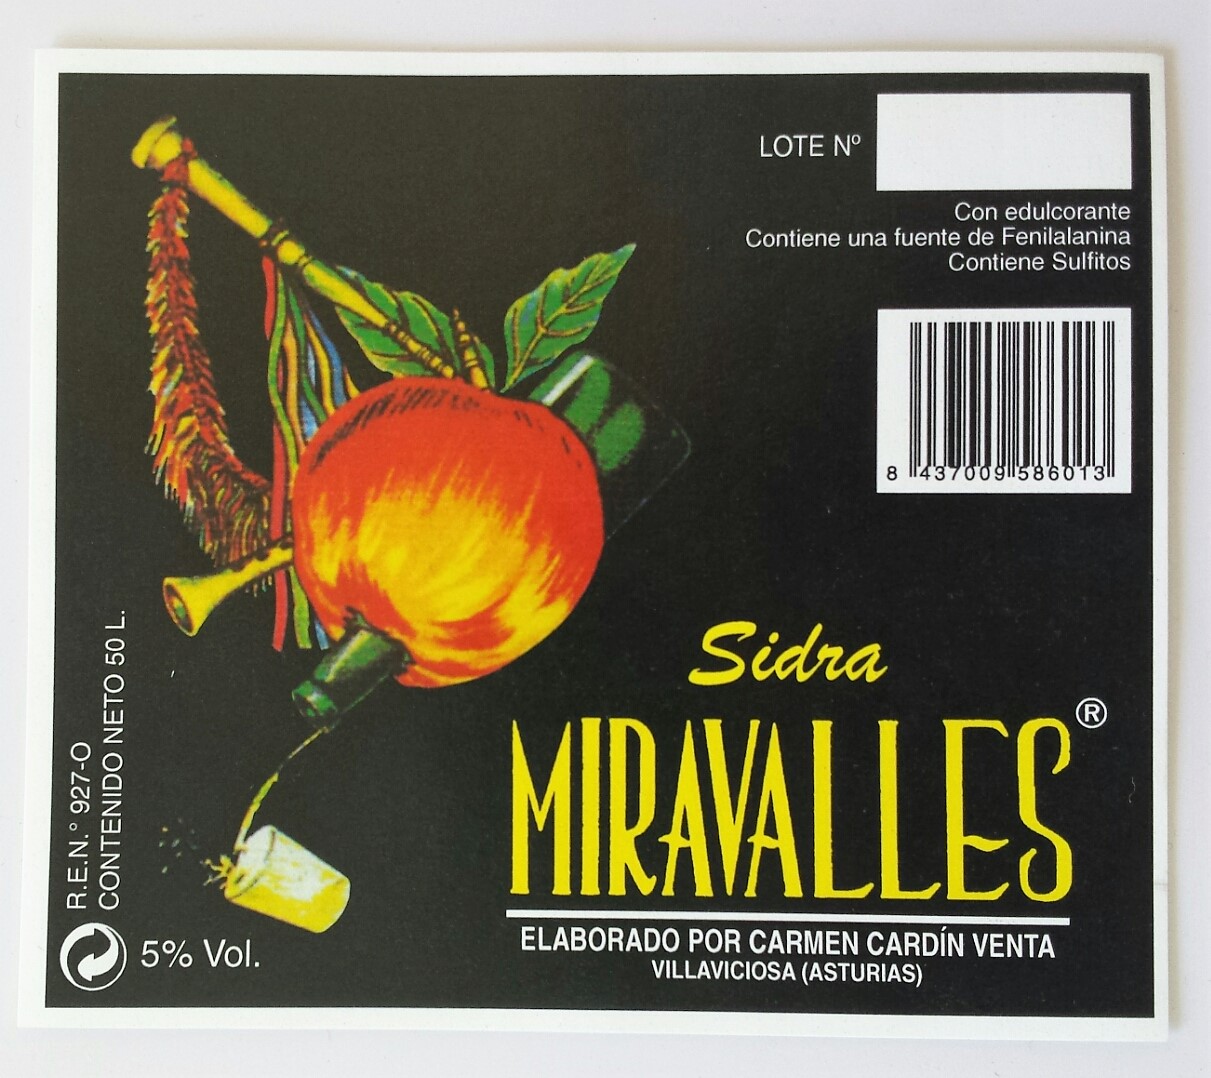 LOTE Nº
Con edulcorante
Contiene una fuente de Fenilalanina
Contiene Sulfitos
8 437009 586013
Sidra
MIRAVALLES®
ELABORADO POR CARMEN CARDÍN VENTA
VILLAVICIOSA (ASTURIAS)
R.E.N.º 927-O
CONTENIDO NETO 50 L.
5% Vol.